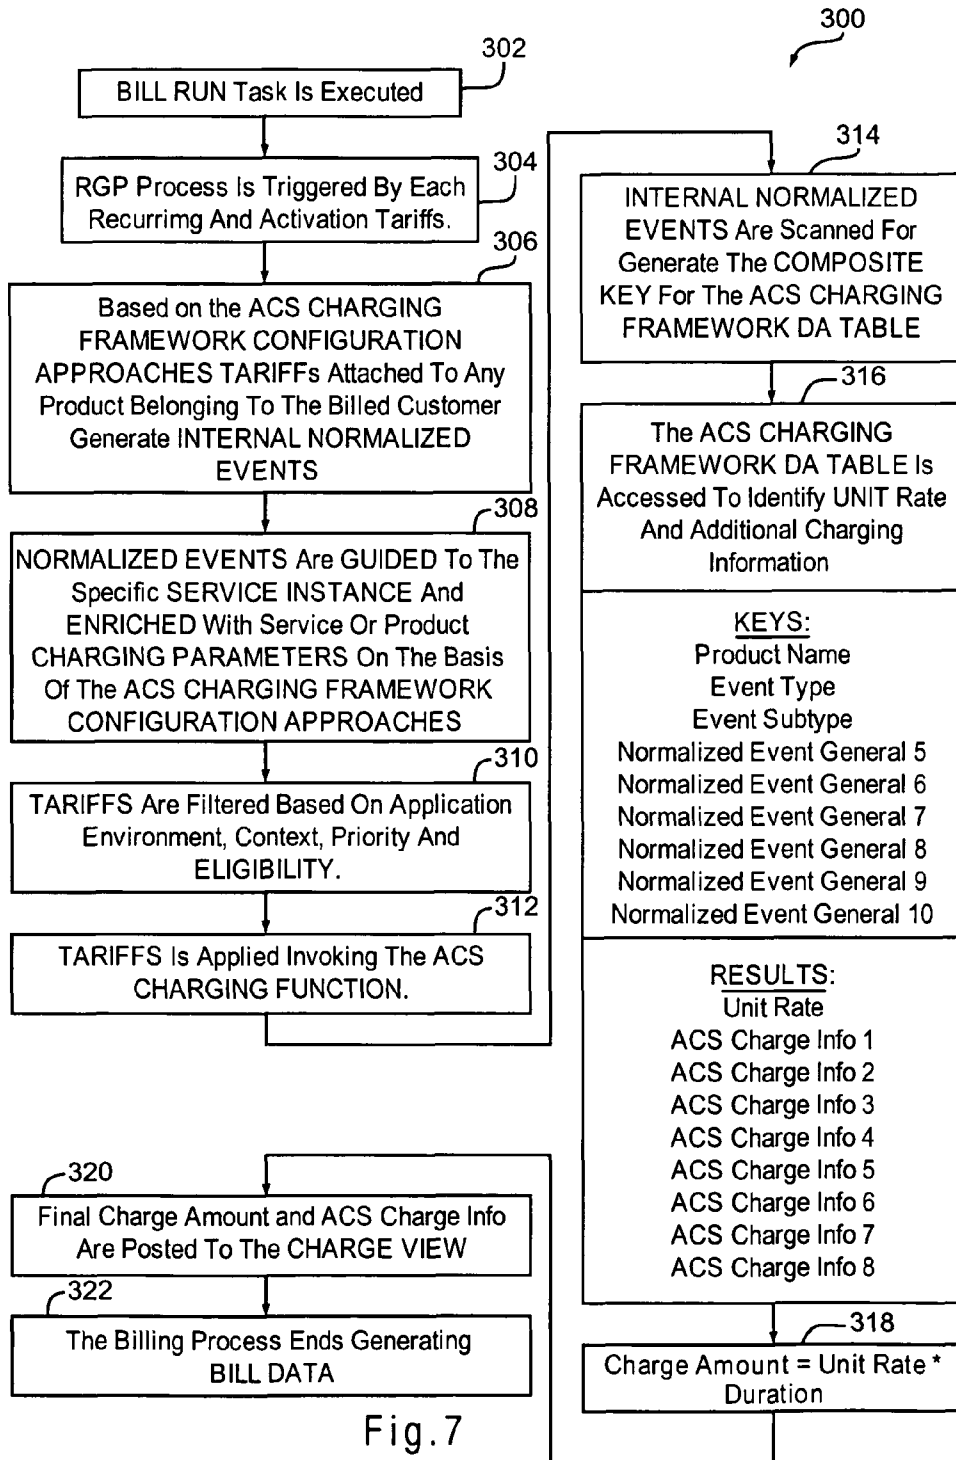 300
302
BILL RUN Task Is Executed
304
RGP Process Is Triggered By Each
Recurrimg And Activation Tariffs.
306
Based on the ACS CHARGING
FRAMEWORK CONFIGURATION
APPROACHES TARIFFs Attached To Any
Product Belonging To The Billed Customer
Generate INTERNAL NORMALIZED
EVENTS
308
NORMALIZED EVENTS Are GUIDED To The
Specific SERVICE INSTANCE And
ENRICHED With Service Or Product
CHARGING PARAMETERS On The Basis
Of The ACS CHARGING FRAMEWORK
CONFIGURATION APPROACHES
310
TARIFFS Are Filtered Based On Application
Environment, Context, Priority And
ELIGIBILITY.
312
TARIFFS Is Applied Invoking The ACS
CHARGING FUNCTION.
314
INTERNAL NORMALIZED
EVENTS Are Scanned For
Generate The COMPOSITE
KEY For The ACS CHARGING
FRAMEWORK DA TABLE
316
The ACS CHARGING
FRAMEWORK DA TABLE Is
Accessed To Identify UNIT Rate
And Additional Charging
Information
KEYS:
Product Name
Event Type
Event Subtype
Normalized Event General 5
Normalized Event General 6
Normalized Event General 7
Normalized Event General 8
Normalized Event General 9
Normalized Event General 10
RESULTS:
Unit Rate
ACS Charge Info 1
ACS Charge Info 2
ACS Charge Info 3
ACS Charge Info 4
ACS Charge Info 5
ACS Charge Info 6
ACS Charge Info 7
ACS Charge Info 8
318
Charge Amount = Unit Rate *
Duration
320
Final Charge Amount and ACS Charge Info
Are Posted To The CHARGE VIEW
322
The Billing Process Ends Generating
BILL DATA
Fig.7